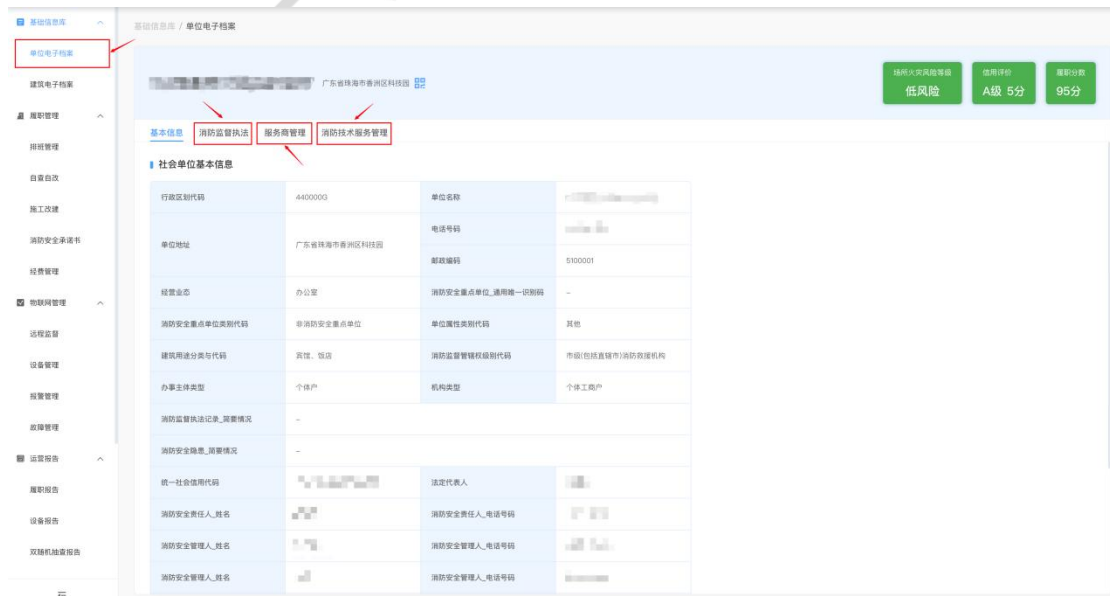 基础信息库
基础信息库 / 单位电子档案
单位电子档案
建筑电子档案
履职管理
排班管理
自查自改
施工改建
消防安全承诺书
经费管理
物联网管理
远程监督
设备管理
报警管理
故障管理
运营报告
履职报告
设备报告
双随机抽查报告
广东省珠海市香洲区科技园
场所火灾风险等级
低风险
信用评价
A级 5分
履职分数
95分
基本信息 消防监督执法 服务商管理 消防技术服务管理
社会单位基本信息
行政区划代码 440000G 单位名称
单位地址 广东省珠海市香洲区科技园 电话号码
邮政编码 5100001
经营业态 办公室 消防安全重点单位_通用唯一识别码 –
消防安全重点单位类别代码 非消防安全重点单位 单位属性类别代码 其他
建筑用途分类与代码 宾馆、饭店 消防监督管辖权级别代码 市级(包括直辖市)消防救援机构
办事主体类型 个体户 机构类型 个体工商户
消防监督执法记录_简要情况 –
消防安全隐患_简要情况 –
统一社会信用代码 法定代表人
消防安全责任人_姓名 消防安全责任人_电话号码
消防安全管理人_姓名 消防安全管理人_电话号码
消防安全管理人_姓名 消防安全管理人_电话号码